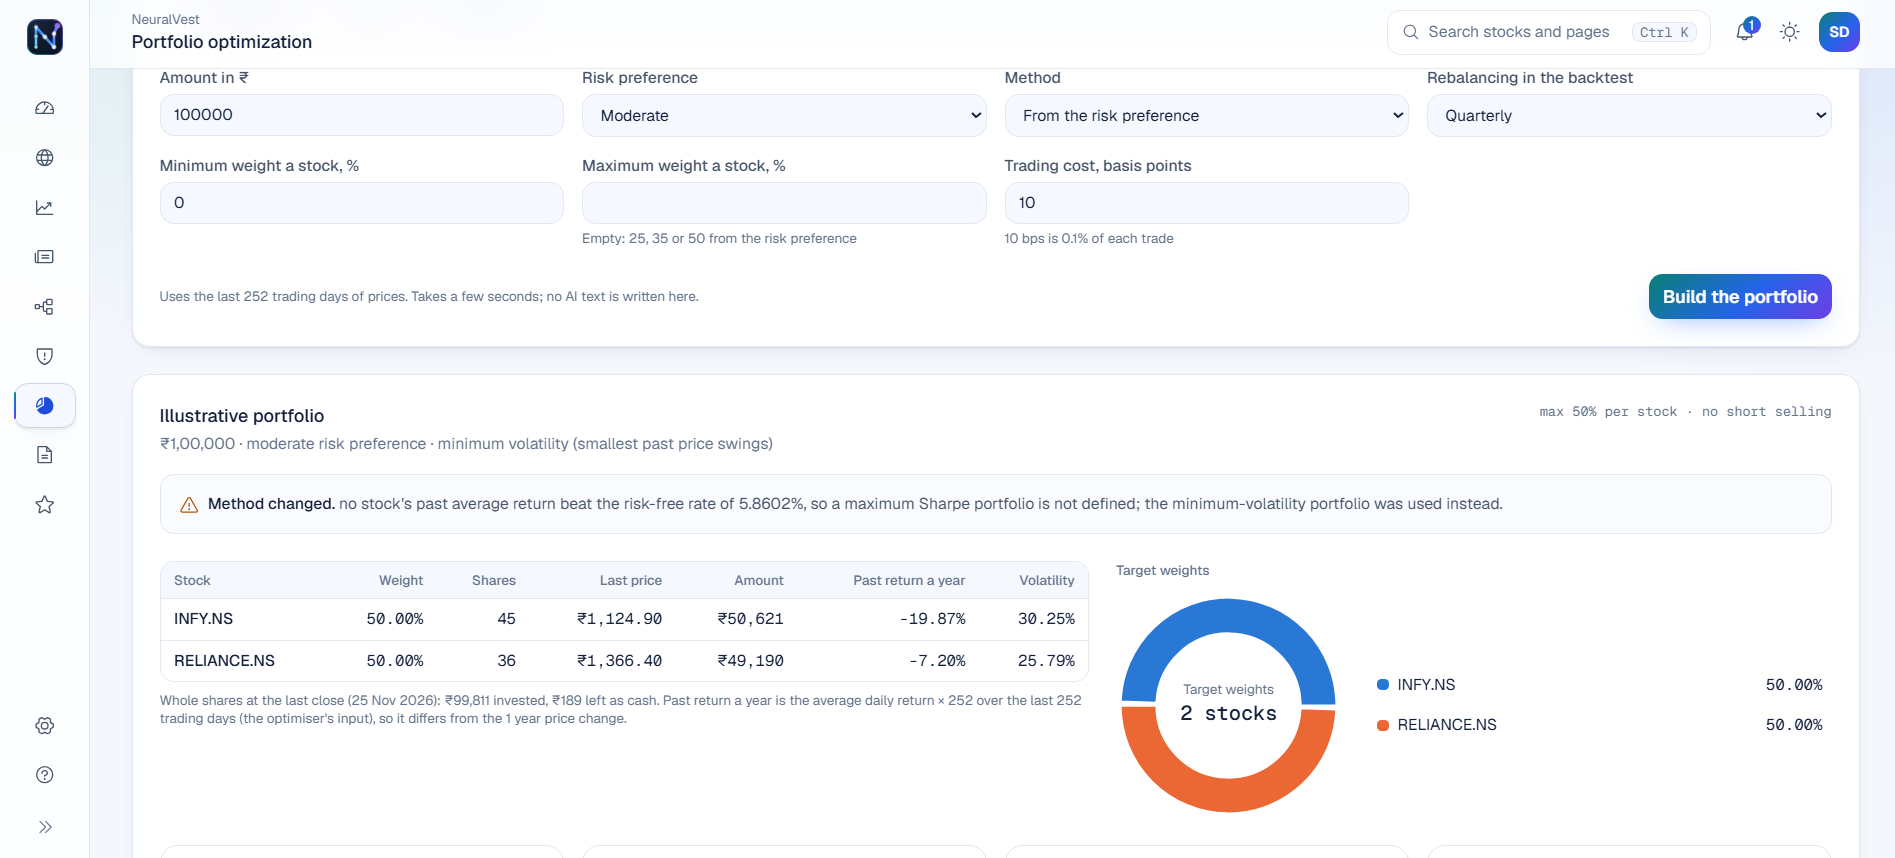 NeuralVest
Portfolio optimization
Search stocks and pages
Ctrl K
1
SD
Amount in ₹
Risk preference
Method
Rebalancing in the backtest
100000
Moderate
From the risk preference
Quarterly
Minimum weight a stock, %
Maximum weight a stock, %
Trading cost, basis points
0
10
Empty: 25, 35 or 50 from the risk preference
10 bps is 0.1% of each trade
Uses the last 252 trading days of prices. Takes a few seconds; no AI text is written here.
Build the portfolio
Illustrative portfolio
max 50% per stock · no short selling
₹1,00,000 · moderate risk preference · minimum volatility (smallest past price swings)
Method changed. no stock's past average return beat the risk-free rate of 5.8602%, so a maximum Sharpe portfolio is not defined; the minimum-volatility portfolio was used instead.
Stock Weight Shares Last price Amount Past return a year Volatility
INFY.NS 50.00% 45 ₹1,124.90 ₹50,621 -19.87% 30.25%
RELIANCE.NS 50.00% 36 ₹1,366.40 ₹49,190 -7.20% 25.79%
Whole shares at the last close (25 Nov 2026): ₹99,811 invested, ₹189 left as cash. Past return a year is the average daily return × 252 over the last 252
trading days (the optimiser's input), so it differs from the 1 year price change.
Target weights
Target weights
2 stocks
INFY.NS 50.00%
RELIANCE.NS 50.00%